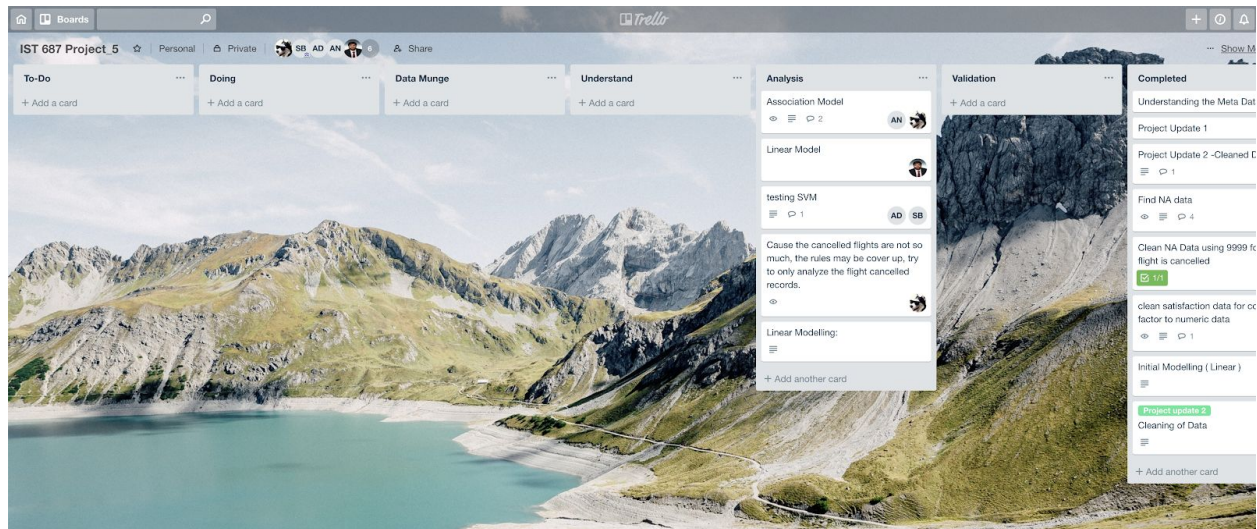 Boards
Trello
IST 687 Project_5
Personal
Private
SB AD AN 6
Share
... Show M
To-Do
+ Add a card
Doing
+ Add a card
Data Munge
+ Add a card
Understand
+ Add a card
Analysis
Association Model
2
AN
Linear Model
testing SVM
1
AD SB
Cause the cancelled flights are not so
much, the rules may be cover up, try
to only analyze the flight cancelled
records.
Linear Modelling:
+ Add another card
Validation
+ Add a card
Completed
Understanding the Meta Dat
Project Update 1
Project Update 2 -Cleaned D
1
Find NA data
4
Clean NA Data using 9999 fo
flight is cancelled
1/1
clean satisfaction data for co
factor to numeric data
1
Initial Modelling ( Linear )
Project update 2
Cleaning of Data
+ Add another card